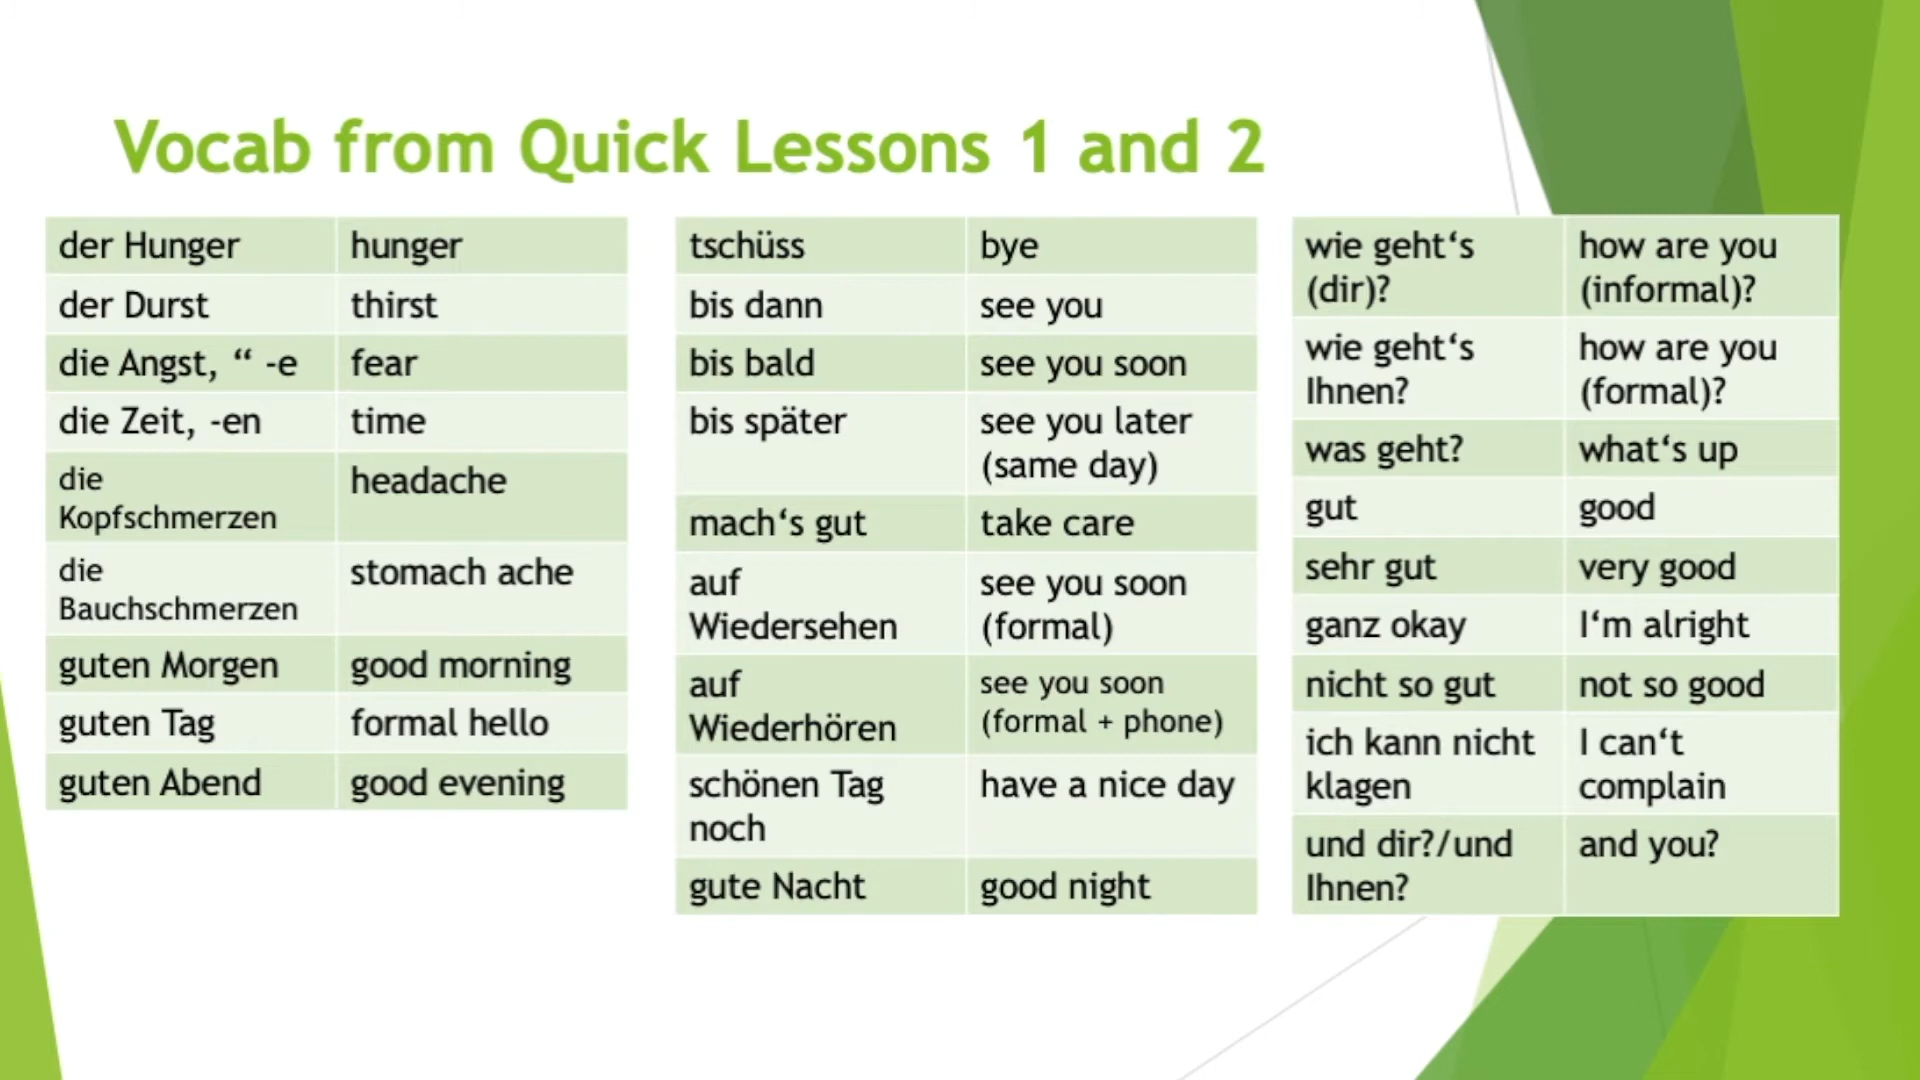 Vocab from Quick Lessons 1 and 2
der Hunger
hunger
der Durst
thirst
die Angst, “ -e
fear
die Zeit, -en
time
die
Kopfschmerzen
headache
die
Bauchschmerzen
stomach ache
guten Morgen
good morning
guten Tag
formal hello
guten Abend
good evening
tschüss
bye
bis dann
see you
bis bald
see you soon
bis später
see you later
(same day)
mach‘s gut
take care
auf
Wiedersehen
see you soon
(formal)
auf
Wiederhören
see you soon
(formal + phone)
schönen Tag
noch
have a nice day
gute Nacht
good night
wie geht‘s
(dir)?
how are you
(informal)?
wie geht‘s
Ihnen?
how are you
(formal)?
was geht?
what‘s up
gut
good
sehr gut
very good
ganz okay
I‘m alright
nicht so gut
not so good
ich kann nicht
klagen
I can‘t
complain
und dir?/und
Ihnen?
and you?